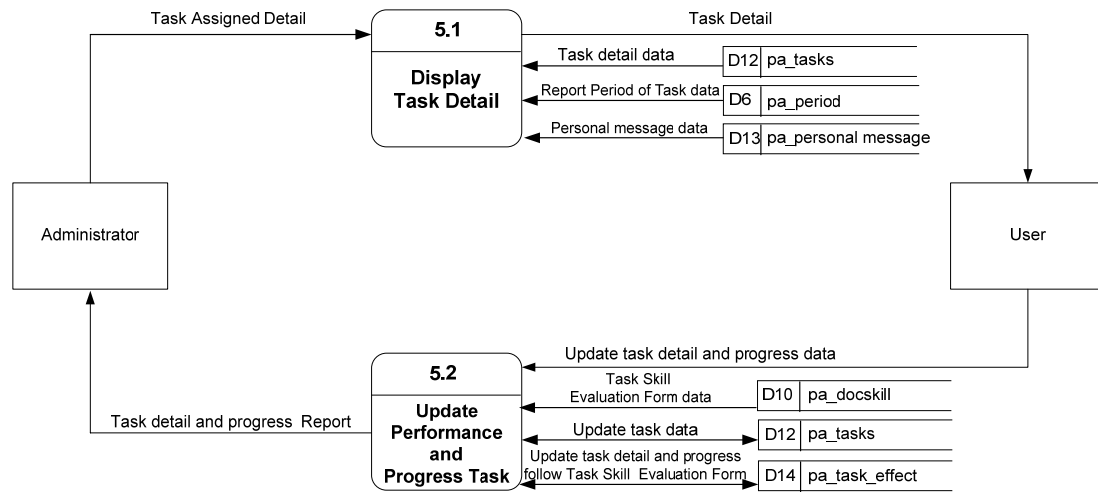 Task Assigned Detail
5.1
Task Detail
Display
Task Detail
Task detail data
D12 pa_tasks
Report Period of Task data
D6 pa_period
Personal message data
D13 pa_personal message
Administrator
User
Update task detail and progress data
5.2
Task Skill
Evaluation Form data
D10 pa_docskill
Task detail and progress Report
Update
Performance
and
Progress Task
Update task data
D12 pa_tasks
Update task detail and progress
follow Task Skill Evaluation Form
D14 pa_task_effect